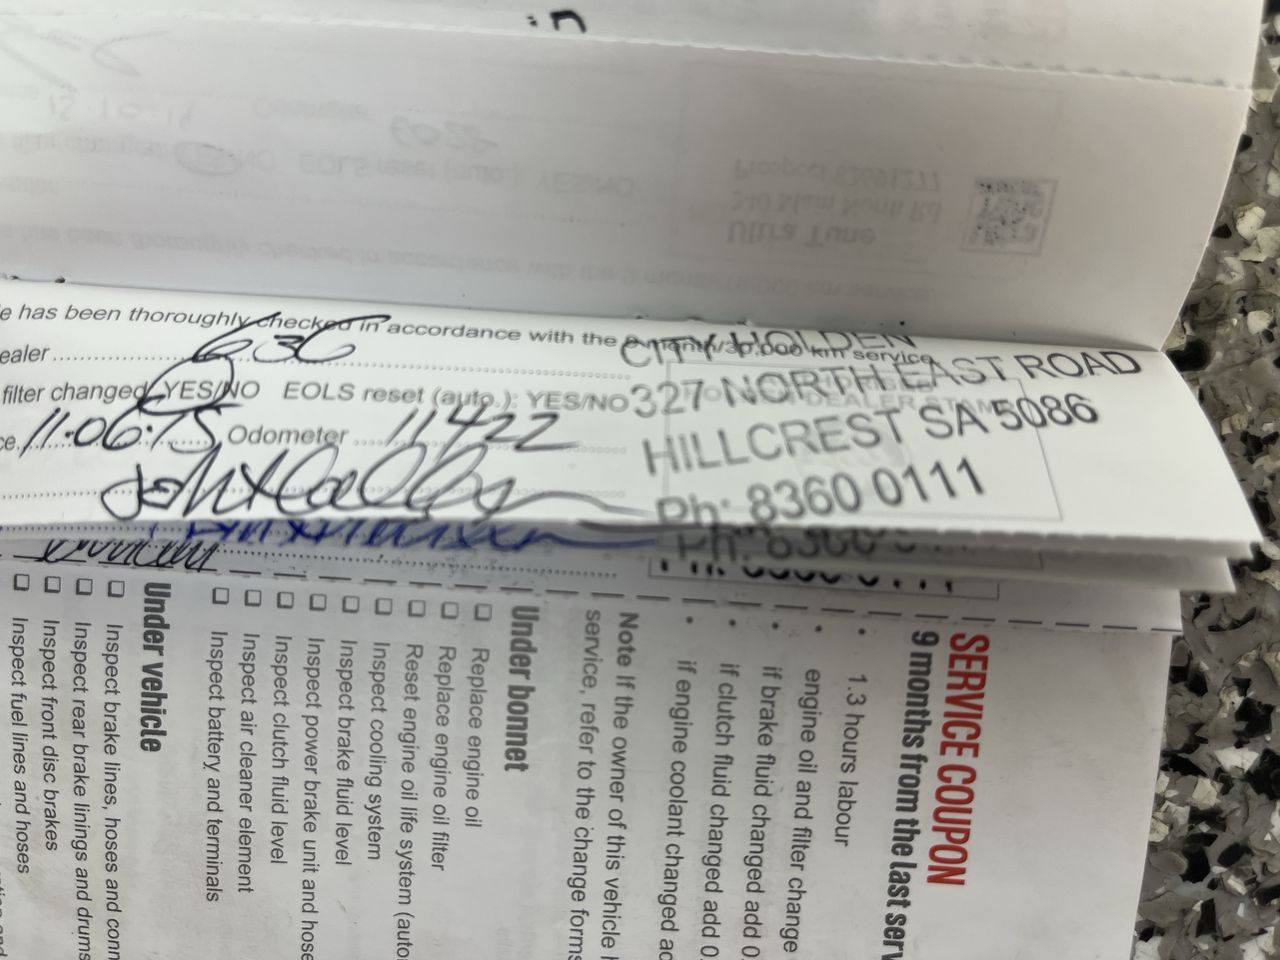 e has been thoroughly checked in accordance with the 9 month/30,000 km service
ealer 636
filter changed YES/NO EOLS reset (auto.): YES/NO
ce. 11.06.15 Odometer 11422
CITY HOLDEN
327 NORTH EAST ROAD
HILLCREST SA 5086
Ph: 8360 0111
SERVICE COUPON
9 months from the last serv
• 1.3 hours labour
• engine oil and filter change
• if brake fluid changed add 0.
• if clutch fluid changed add 0.
• if engine coolant changed ad
Note If the owner of this vehicle h
service, refer to the change forms
Under bonnet
Replace engine oil
Replace engine oil filter
Reset engine oil life system (auto
Inspect cooling system
Inspect brake fluid level
Inspect power brake unit and hose
Inspect clutch fluid level
Inspect air cleaner element
Inspect battery and terminals
Under vehicle
Inspect brake lines, hoses and conn
Inspect rear brake linings and drums
Inspect front disc brakes
Inspect fuel lines and hoses